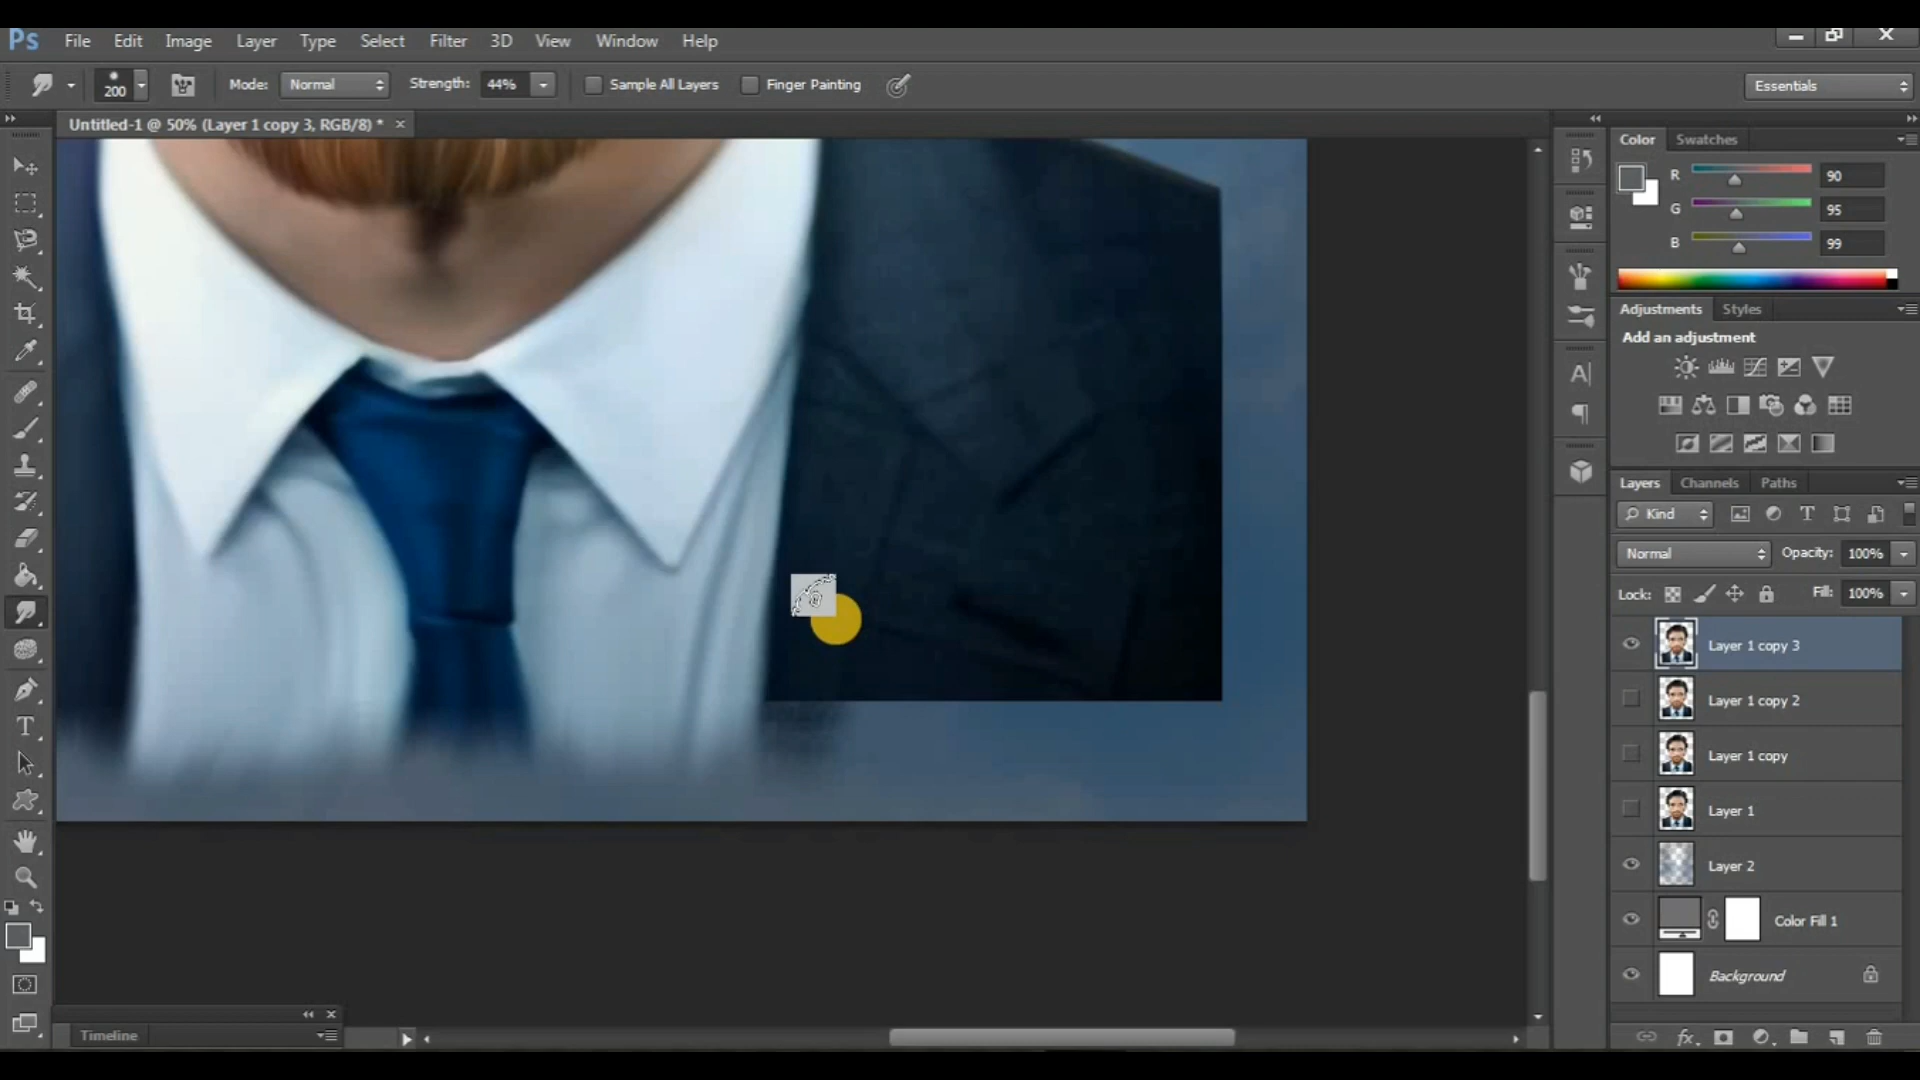 Ps File Edit Image Layer Type Select Filter 3D View Window Help
200 Mode: Normal Strength: 44% Sample All Layers Finger Painting Essentials
Untitled-1 @ 50% (Layer 1 copy 3, RGB/8) * ×
Color Swatches
R 90
G 95
B 99
Adjustments Styles
Add an adjustment
Layers Channels Paths
Kind
Normal Opacity: 100%
Lock: Fill: 100%
Layer 1 copy 3
Layer 1 copy 2
Layer 1 copy
Layer 1
Layer 2
Color Fill 1
Background
Timeline